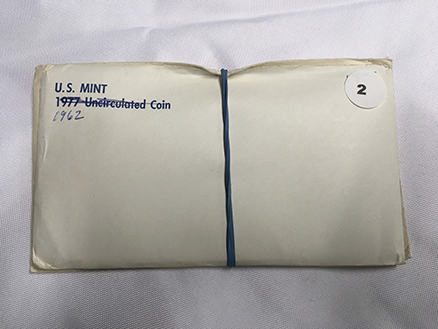 U.S. MINT
1977 Uncirculated Coin
1962
2